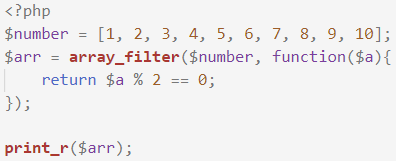 <?php
$number = [1, 2, 3, 4, 5, 6, 7, 8, 9, 10];
$arr = array_filter($number, function($a){
    return $a % 2 == 0;
});

print_r($arr);